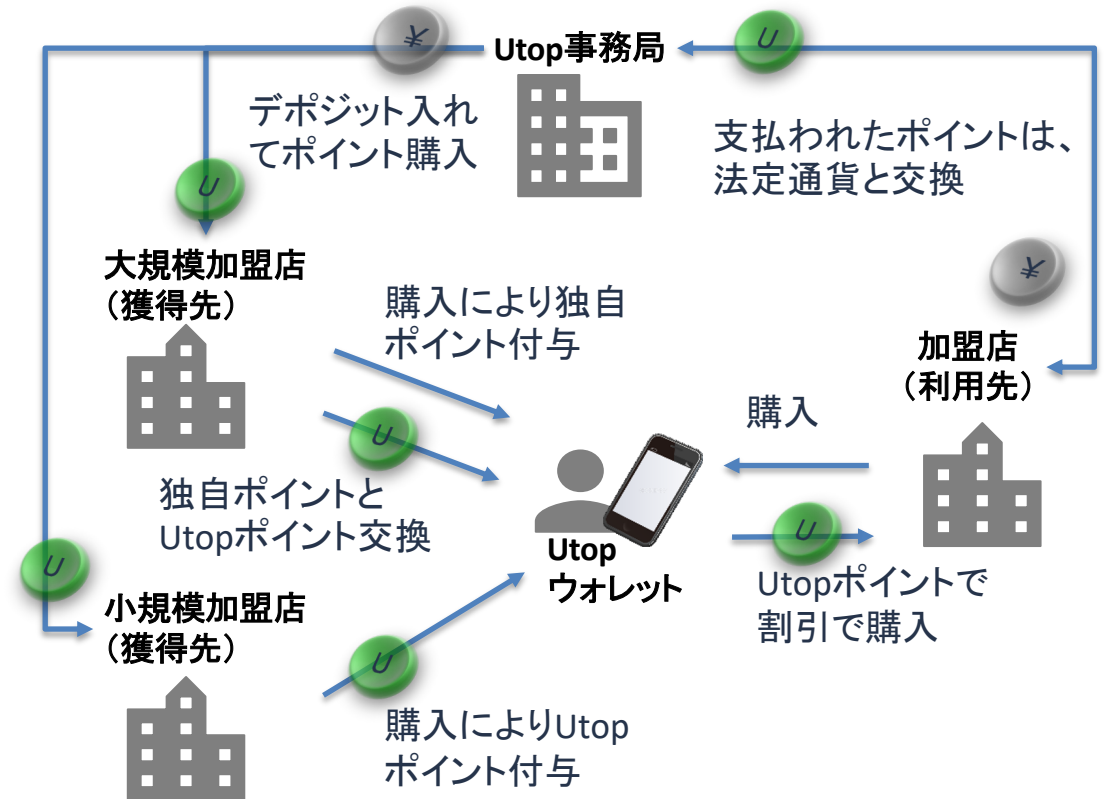 ¥
Utop事務局
U
デポジット入れ
てポイント購入
支払われたポイントは、
法定通貨と交換
U
大規模加盟店
（獲得先）
¥
購入により独自
ポイント付与
加盟店
（利用先）
購入
U
独自ポイントと
Utopポイント交換
U
Utop
ウォレット
U
Utopポイントで
割引で購入
小規模加盟店
（獲得先）
U
購入によりUtop
ポイント付与